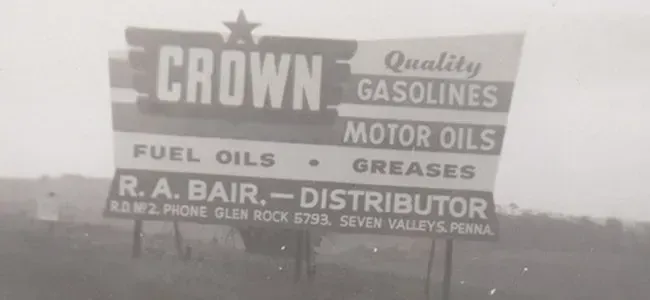 CROWN
Quality
GASOLINES
MOTOR OILS
FUEL OILS • GREASES
R. A. BAIR. — DISTRIBUTOR
R.D Nº2. PHONE GLEN ROCK 5793. SEVEN VALLEYS. PENNA.